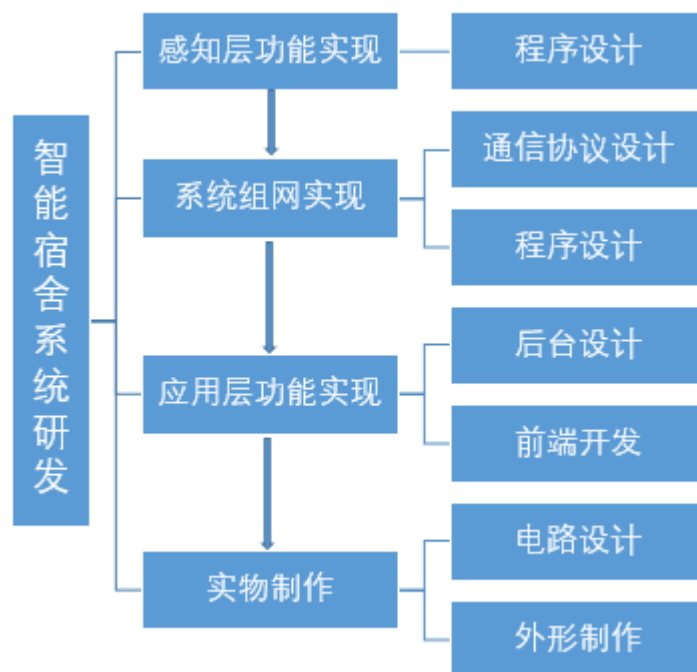 智能宿舍系统研发
感知层功能实现
程序设计
系统组网实现
通信协议设计
程序设计
应用层功能实现
后台设计
前端开发
实物制作
电路设计
外形制作